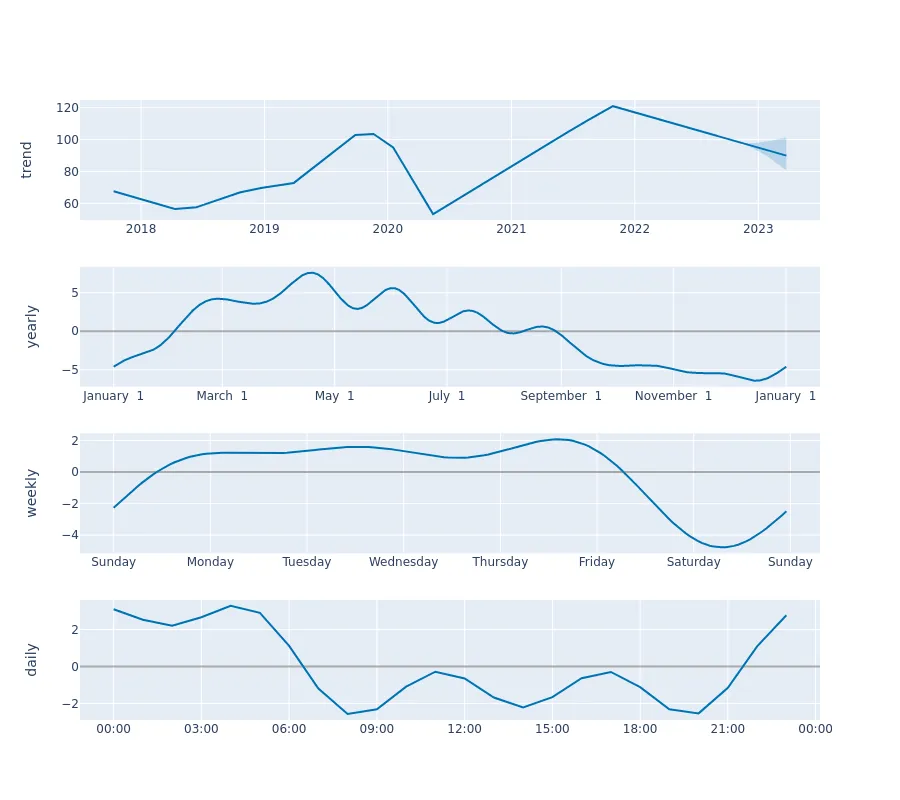 trend
120
100
80
60
2018 2019 2020 2021 2022 2023
yearly
5
0
−5
January 1 March 1 May 1 July 1 September 1 November 1 January 1
weekly
2
0
−2
−4
Sunday Monday Tuesday Wednesday Thursday Friday Saturday Sunday
daily
2
0
−2
00:00 03:00 06:00 09:00 12:00 15:00 18:00 21:00 00:00